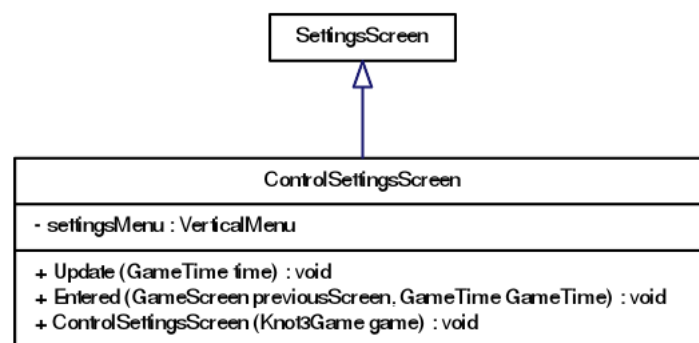 SettingsScreen
ControlSettingsScreen
- settingsMenu : VerticalMenu
+ Update (GameTime time) : void
+ Entered (GameScreen previousScreen, GameTime GameTime) : void
+ ControlSettingsScreen (Knot3Game game) : void